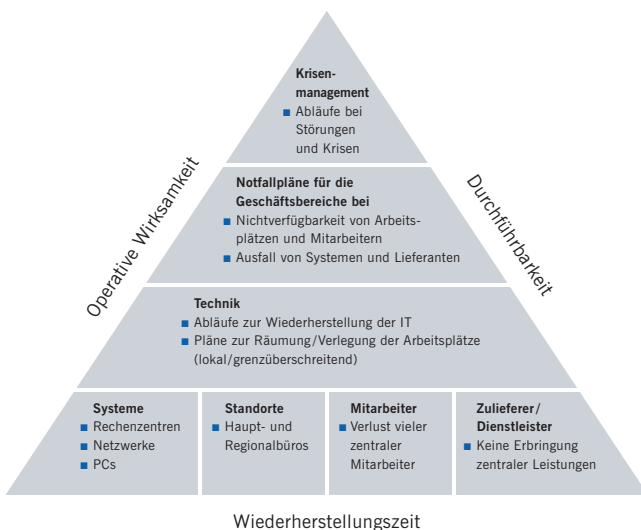 Krisen-
management
■ Abläufe bei
Störungen
und Krisen
Notfallpläne für die
Geschäftsbereiche bei
■ Nichtverfügbarkeit von Arbeits-
plätzen und Mitarbeitern
■ Ausfall von Systemen und Lieferanten
Operative Wirksamkeit
Durchführbarkeit
Technik
■ Abläufe zur Wiederherstellung der IT
■ Pläne zur Räumung/Verlegung der Arbeitsplätze
(lokal/grenzüberschreitend)
Systeme
■ Rechenzentren
■ Netzwerke
■ PCs
Standorte
■ Haupt- und
Regionalbüros
Mitarbeiter
■ Verlust vieler
zentraler
Mitarbeiter
Zulieferer/
Dienstleister
■ Keine Erbringung
zentraler Leistungen
Wiederherstellungszeit